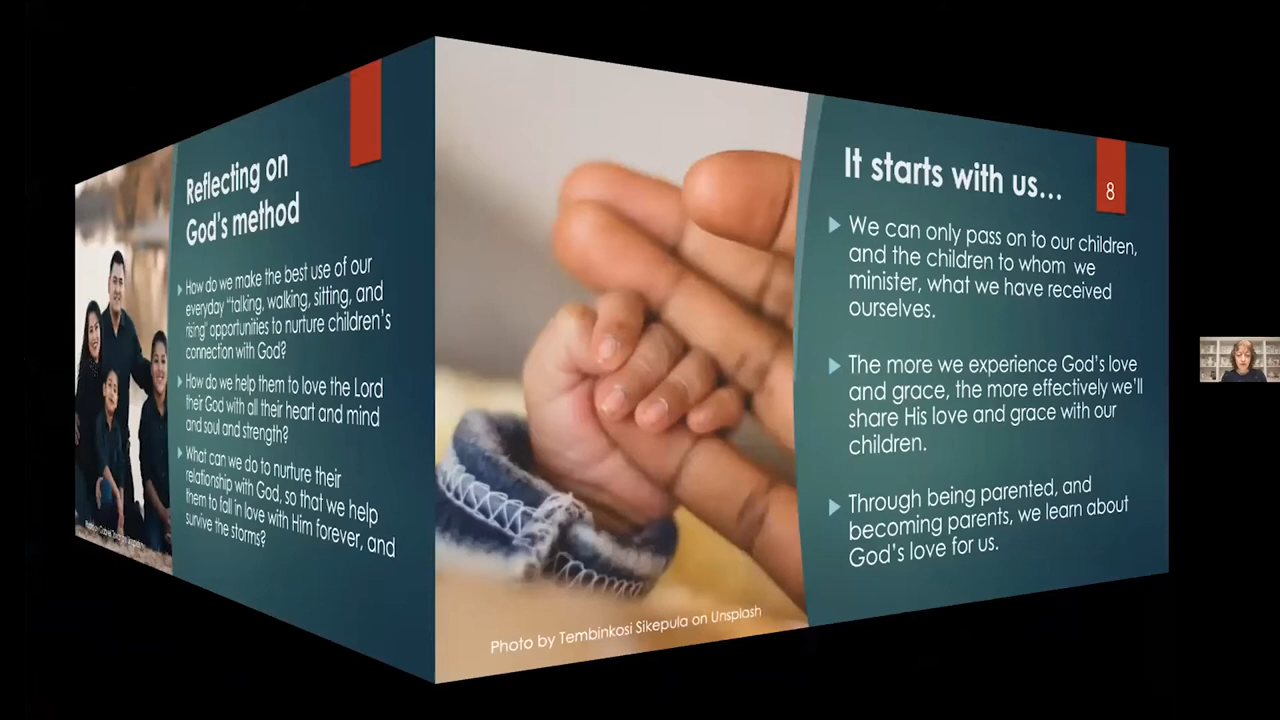 Reflecting on
God's method
How do we make the best use of our
everyday “talking, walking, sitting, and
rising’ opportunities to nurture children's
connection with God?
How do we help them to love the Lord
their God with all their heart and mind
and soul and strength?
What can we do to nurture their
relationship with God, so that we help
them to fall in love with Him forever, and
survive the storms?
It starts with us...
8
We can only pass on to our children,
and the children to whom we
minister, what we have received
ourselves.
The more we experience God's love
and grace, the more effectively we'll
share His love and grace with our
children.
Through being parented, and
becoming parents, we learn about
God's love for us.
Photo by Tembinkosi Sikepula on Unsplash